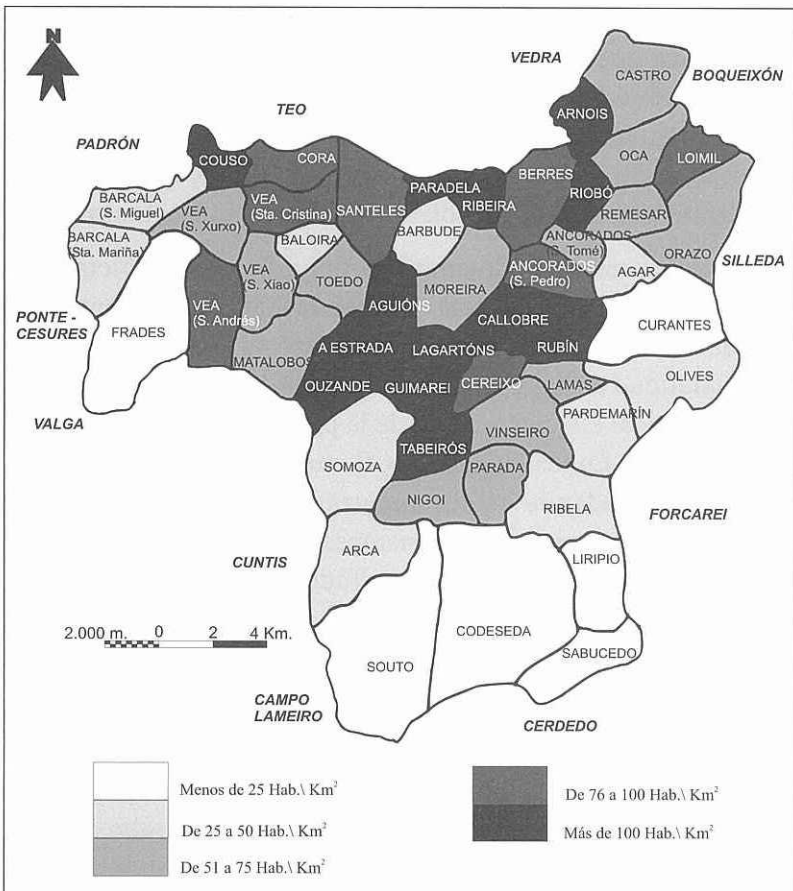 N
VEDRA
BOQUEIXÓN
CASTRO
TEO
ARNOIS
PADRÓN
COUSO
CORA
OCA
LOIMIL
BERRES
BARCALA
(S. Miguel)
VEA
(S. Xurxo)
VEA
(Sta. Cristina)
SANTELES
PARADELA
RIBEIRA
RIOBÓ
REMESAR
BARCALA
(Sta. Mariña)
BALOIRA
BARBUDE
ANCORADOS
(S. Tomé)
ORAZO
SILLEDA
VEA
(S. Xiao)
TOEDO
MOREIRA
ANCORADOS
(S. Pedro)
AGAR
PONTE -
CESURES
FRADES
VEA
(S. Andrés)
AGUIÓNS
CALLOBRE
CURANTES
MATALOBOS
A ESTRADA
LAGARTÓNS
RUBÍN
OUZANDE
GUIMAREI
CEREIXO
LAMAS
OLIVES
VALGA
PARDEMARÍN
VINSEIRO
TABEIRÓS
SOMOZA
PARADA
NIGOI
RIBELA
FORCAREI
CUNTIS
ARCA
LIRIPIO
2.000 m. 0 2 4 Km.
CODESEDA
SABUCEDO
SOUTO
CAMPO
LAMEIRO
CERDEDO
Menos de 25 Hab.\ Km²
De 25 a 50 Hab.\ Km²
De 51 a 75 Hab.\ Km²
De 76 a 100 Hab.\ Km²
Más de 100 Hab.\ Km²